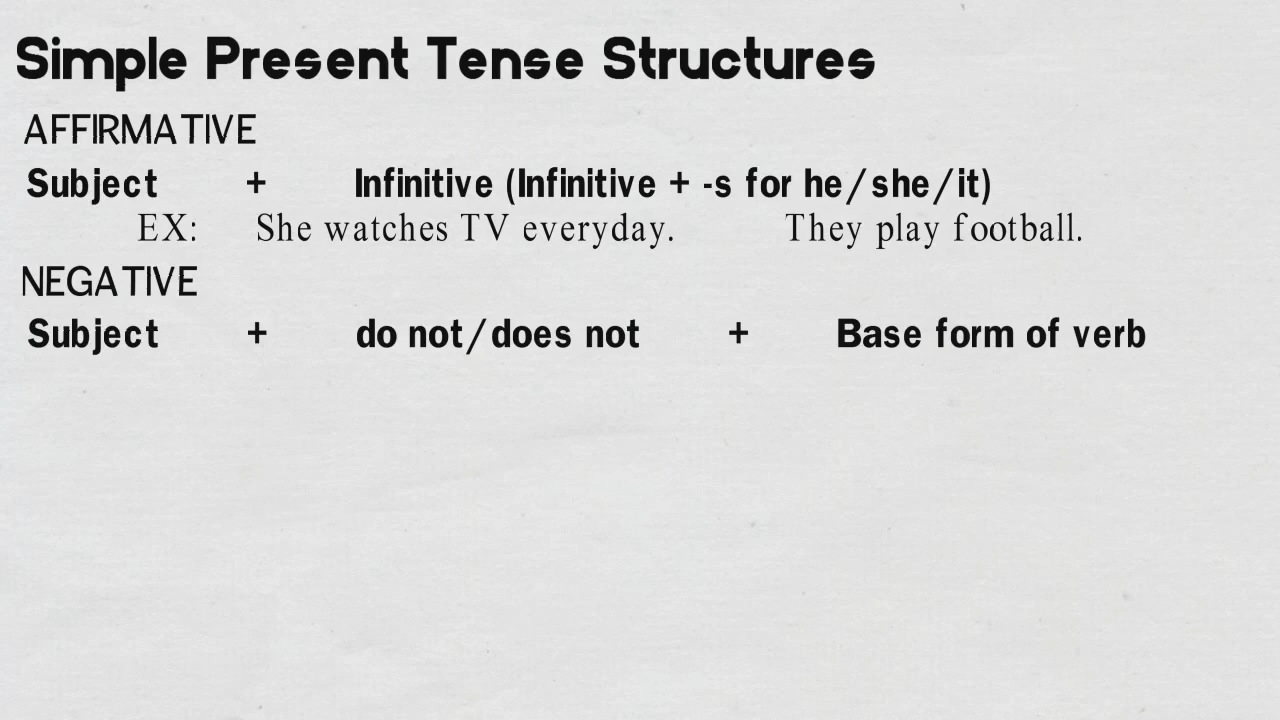 Simple Present Tense Structures
AFFIRMATIVE
Subject + Infinitive (Infinitive + -s for he/she/it)
EX: She watches TV everyday. They play football.
NEGATIVE
Subject + do not/does not + Base form of verb